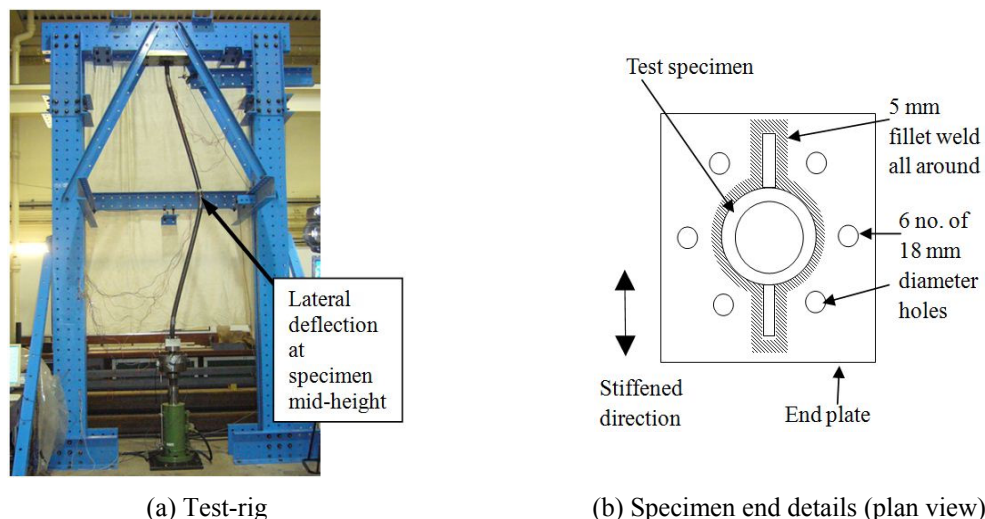 Lateral
deflection
at
specimen
mid-height
(a) Test-rig
Test specimen
5 mm
fillet weld
all around
6 no. of
18 mm
diameter
holes
Stiffened
direction
End plate
(b) Specimen end details (plan view)